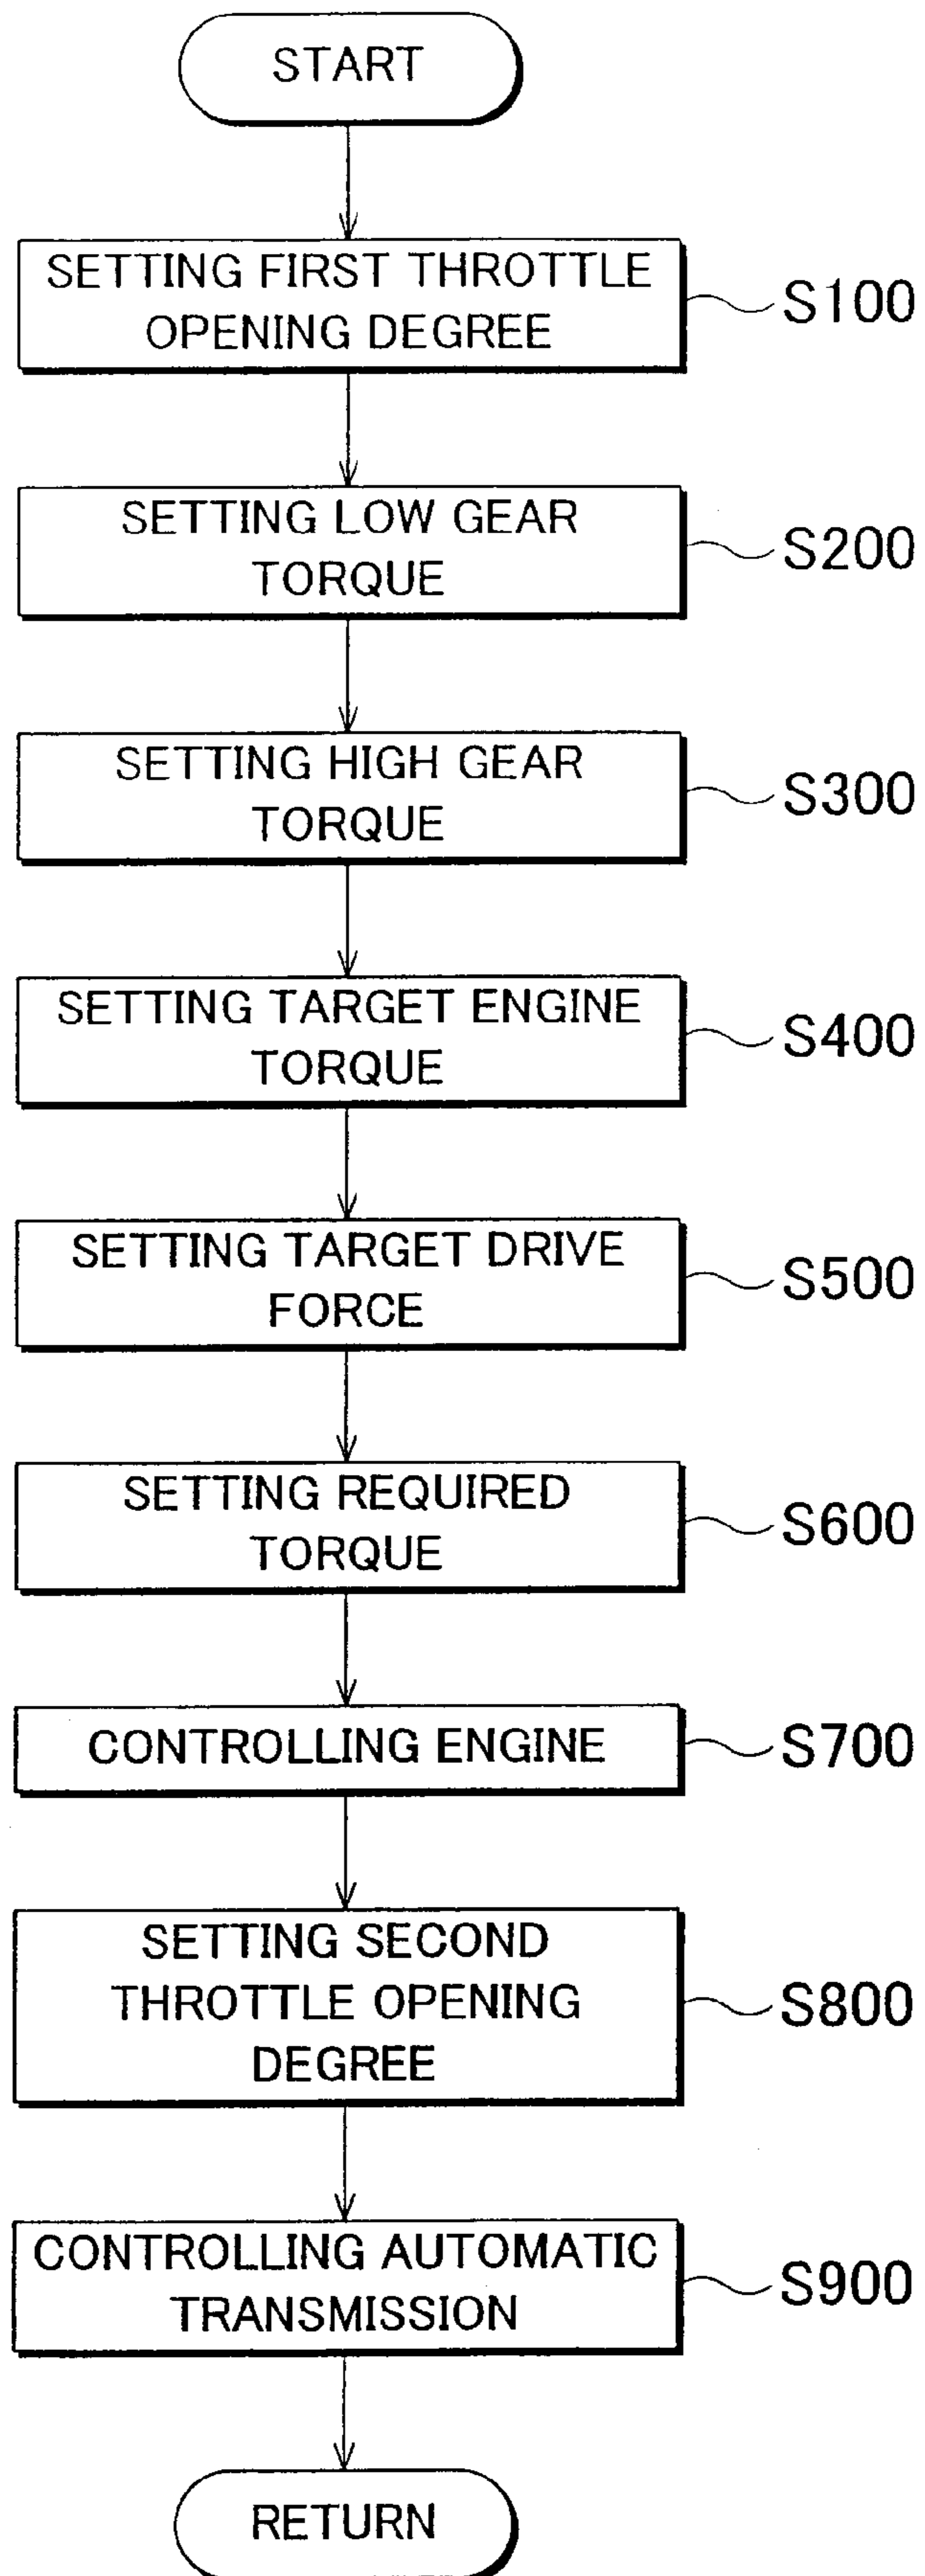 START
SETTING FIRST THROTTLE
OPENING DEGREE
S100
SETTING LOW GEAR
TORQUE
S200
SETTING HIGH GEAR
TORQUE
S300
SETTING TARGET ENGINE
TORQUE
S400
SETTING TARGET DRIVE
FORCE
S500
SETTING REQUIRED
TORQUE
S600
CONTROLLING ENGINE
S700
SETTING SECOND
THROTTLE OPENING
DEGREE
S800
CONTROLLING AUTOMATIC
TRANSMISSION
S900
RETURN